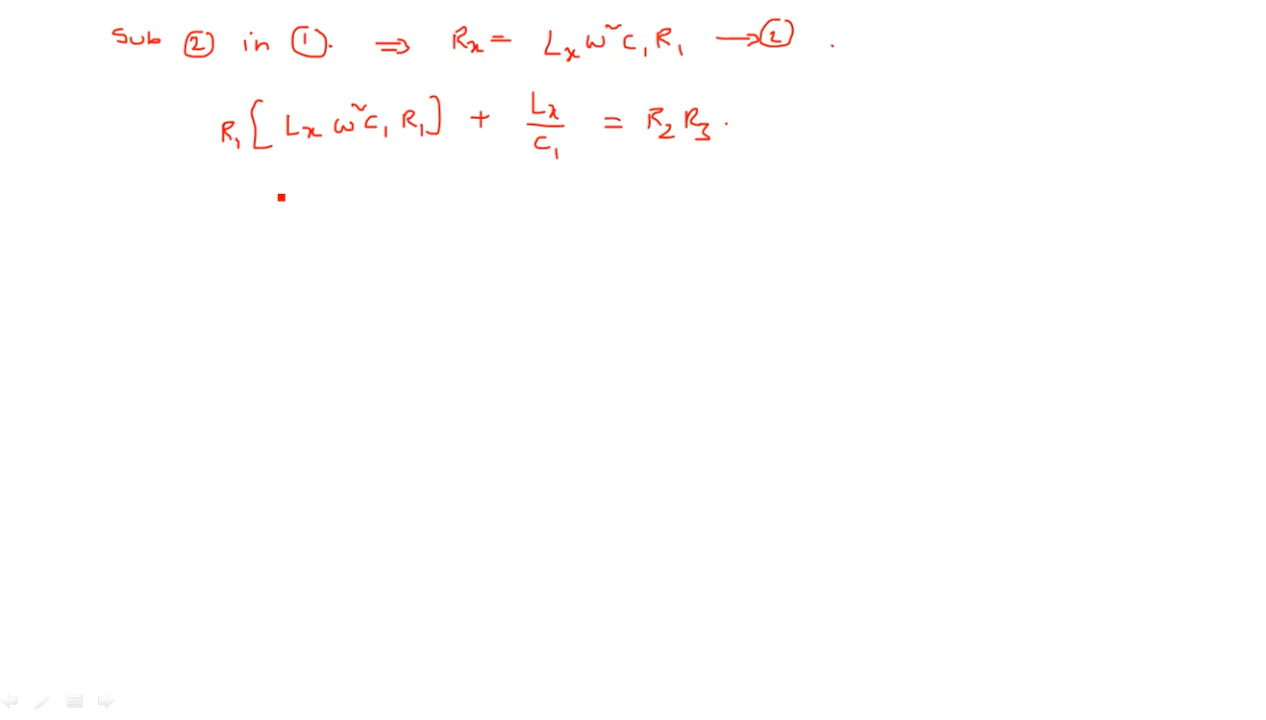 Sub ② in ①. ⇒ Rₓ = Lₓ ω² C₁ R₁ ⟶ ②.
R₁ [ Lₓ ω² C₁ R₁ ] + Lₓ/C₁ = R₂ R₃.